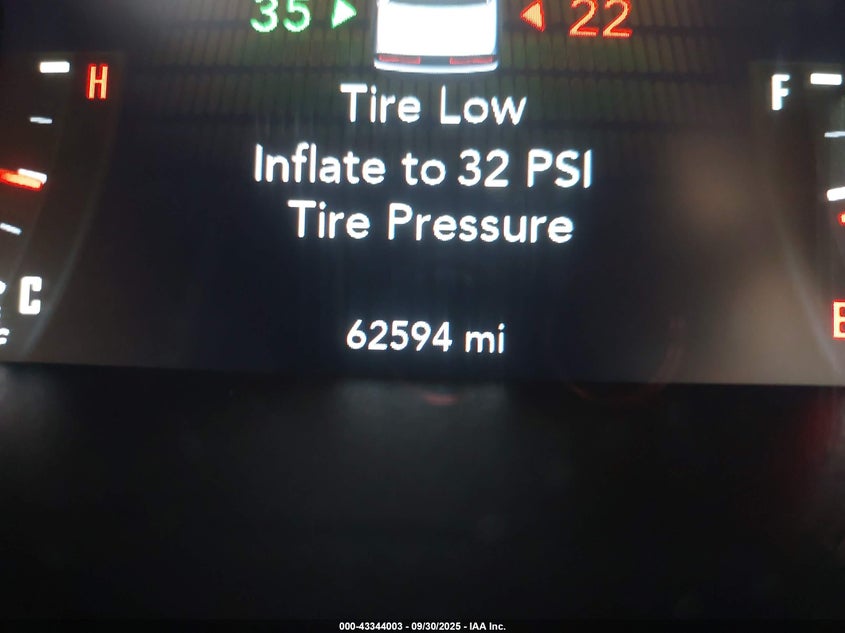 35 22
H F
Tire Low
Inflate to 32 PSI
Tire Pressure
C
62594 mi
000-43344003 - 09/30/2025 - IAA Inc.